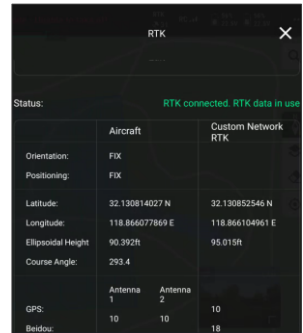 RTK
Status: RTK connected. RTK data in use
Aircraft Custom Network RTK
Orientation: FIX
Positioning: FIX
Latitude: 32.130814027 N 32.130852546 N
Longitude: 118.866077869 E 118.866104961 E
Ellipsoidal Height 90.392ft 95.015ft
Course Angle: 293.4
Antenna 1 Antenna 2
GPS: 10 10 10
Beidou: 18